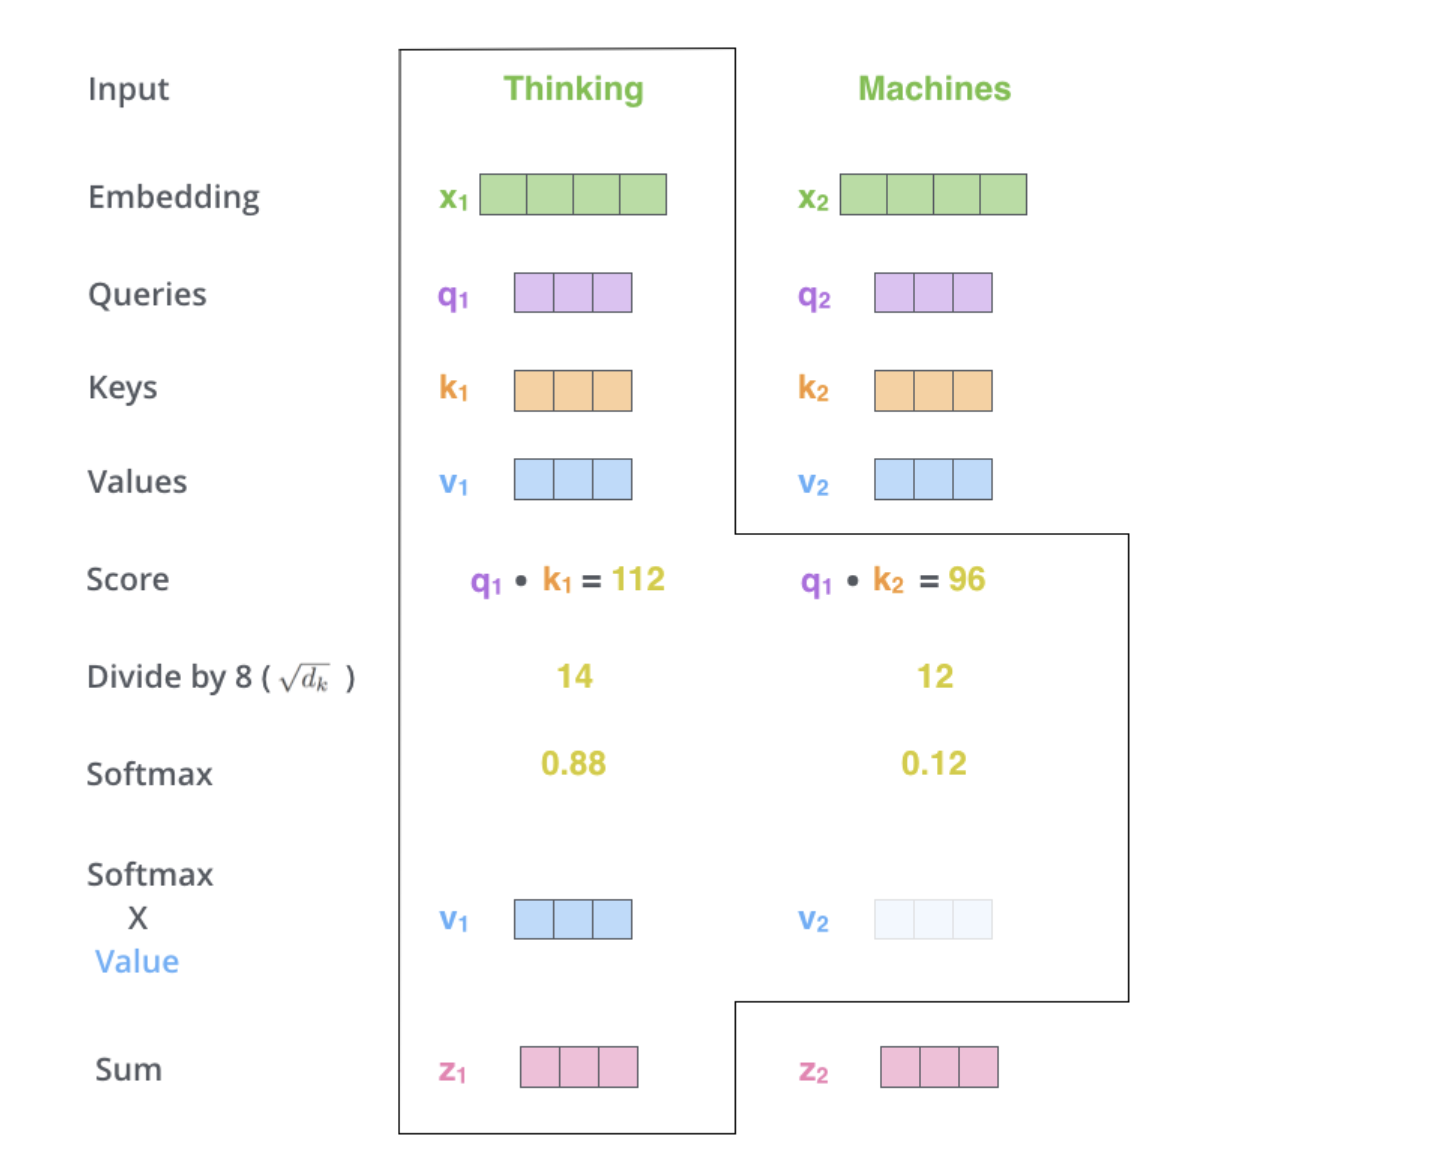 Input Thinking Machines
Embedding x₁ x₂
Queries q₁ q₂
Keys k₁ k₂
Values v₁ v₂
Score q₁ • k₁ = 112 q₁ • k₂ = 96
Divide by 8 ( √dₖ ) 14 12
Softmax 0.88 0.12
Softmax
X
Value
v₁ v₂
Sum z₁ z₂